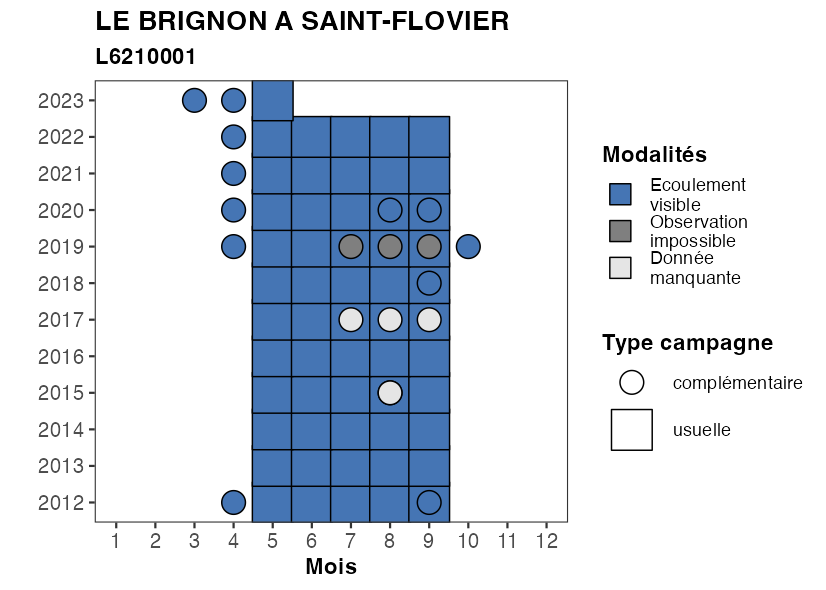 LE BRIGNON A SAINT-FLOVIER
L6210001
2023
2022
2021
2020
2019
2018
2017
2016
2015
2014
2013
2012
1 2 3 4 5 6 7 8 9 10 11 12
Mois
Modalités
Ecoulement
visible
Observation
impossible
Donnée
manquante
Type campagne
complémentaire
usuelle